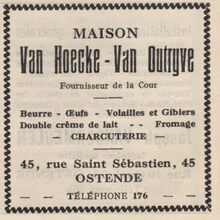 MAISON
Van Hoecke - Van Outryve
Fournisseur de la Cour
Beurre - Œufs - Volailles et Gibiers
Double crème de lait - - Fromage
— CHARCUTERIE —
45, rue Saint Sébastien, 45
OSTENDE
TÉLÉPHONE 176